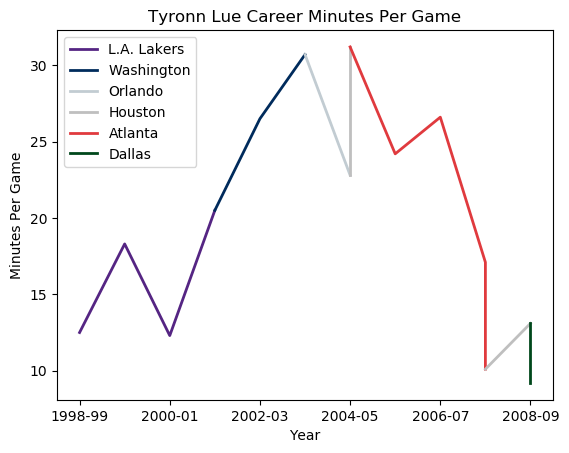 Tyronn Lue Career Minutes Per Game
L.A. Lakers
Washington
Orlando
Houston
Atlanta
Dallas
Minutes Per Game
30
25
20
15
10
1998-99 2000-01 2002-03 2004-05 2006-07 2008-09
Year